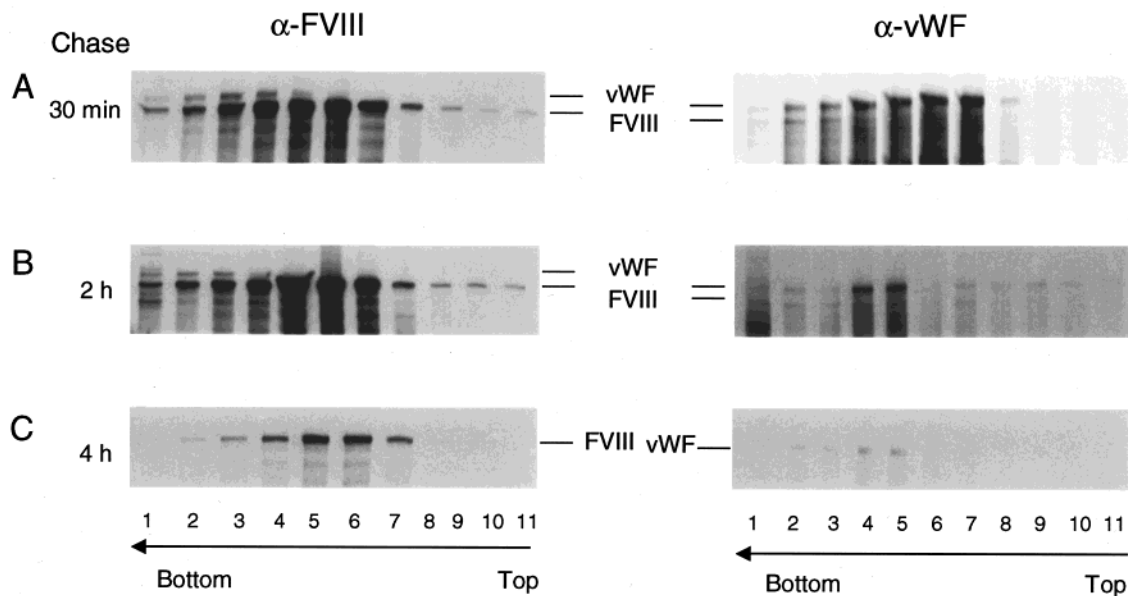 α-FVIII α-vWF
Chase
A
30 min
vWF
FVIII
B
2 h
vWF
FVIII
C
4 h
FVIII vWF
1 2 3 4 5 6 7 8 9 10 11 1 2 3 4 5 6 7 8 9 10 11
Bottom Top Bottom Top